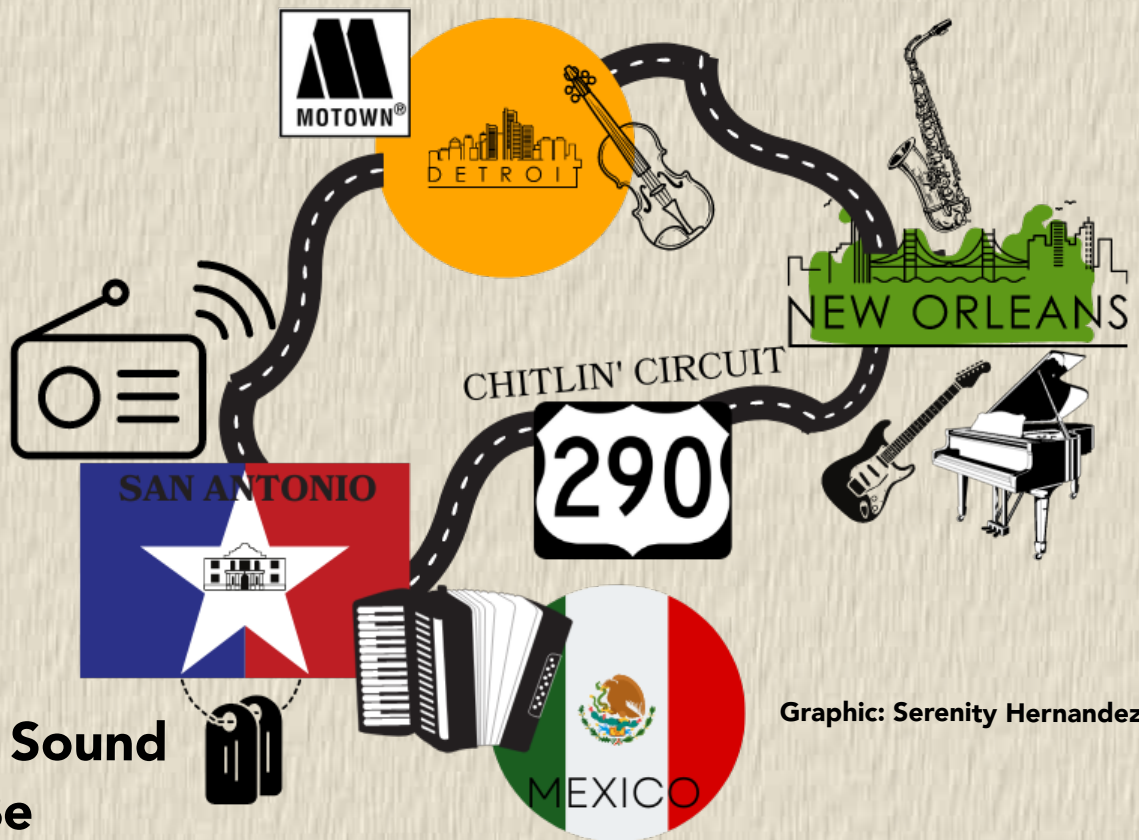 MOTOWN®
DETROIT
NEW ORLEANS
CHITLIN' CIRCUIT
290
SAN ANTONIO
Graphic: Serenity Hernandez
Sound
MEXICO